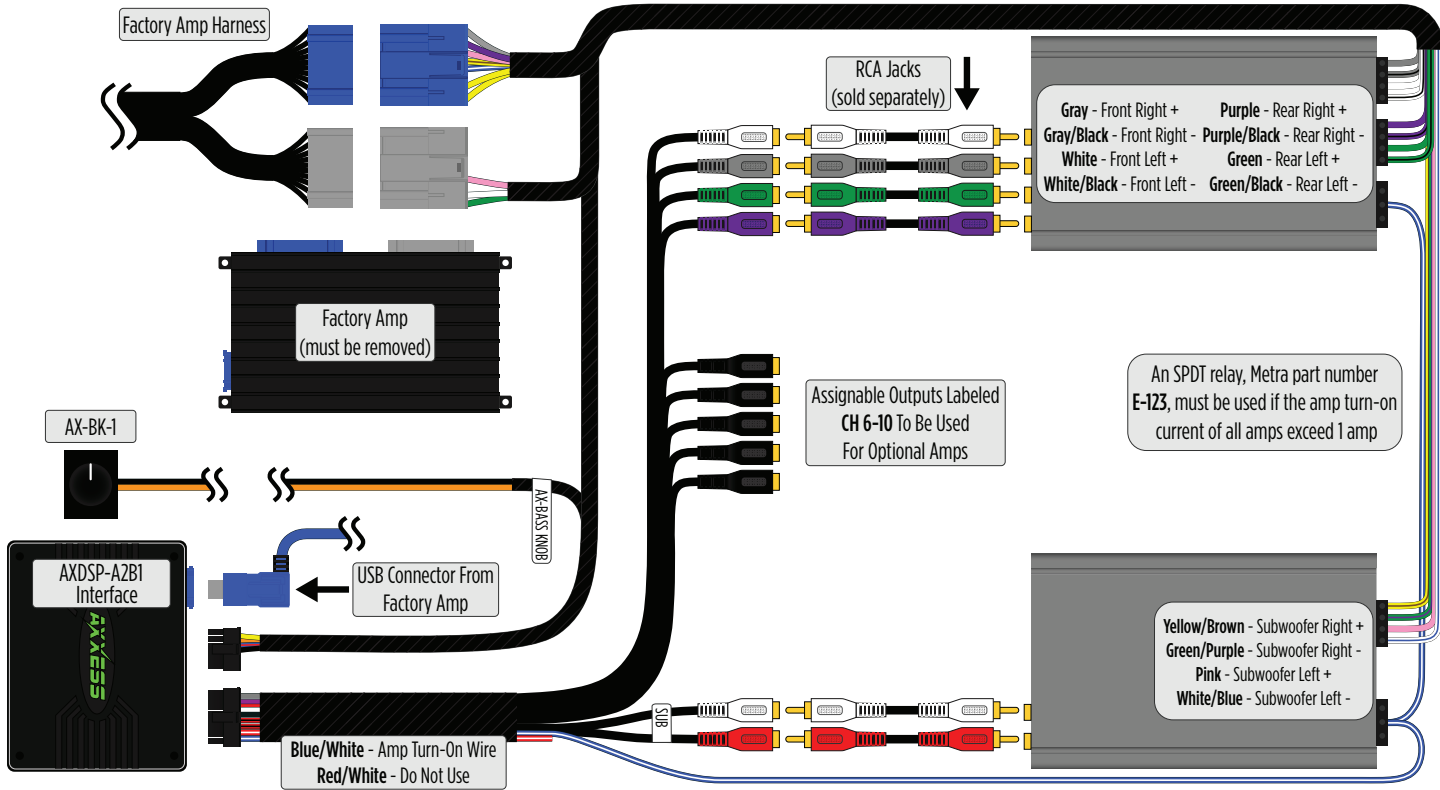 Factory Amp Harness
RCA Jacks
(sold separately)
Gray - Front Right +
Purple - Rear Right +
Gray/Black - Front Right -
Purple/Black - Rear Right -
White - Front Left +
Green - Rear Left +
White/Black - Front Left -
Green/Black - Rear Left -
Factory Amp
(must be removed)
Assignable Outputs Labeled
CH 6-10 To Be Used
For Optional Amps
An SPDT relay, Metra part number
E-123, must be used if the amp turn-on
current of all amps exceed 1 amp
AX-BK-1
AX-BASS KNOB
AXDSP-A2B1
Interface
AXXESS
USB Connector From
Factory Amp
Yellow/Brown - Subwoofer Right +
Green/Purple - Subwoofer Right -
Pink - Subwoofer Left +
White/Blue - Subwoofer Left -
SUB
Blue/White - Amp Turn-On Wire
Red/White - Do Not Use